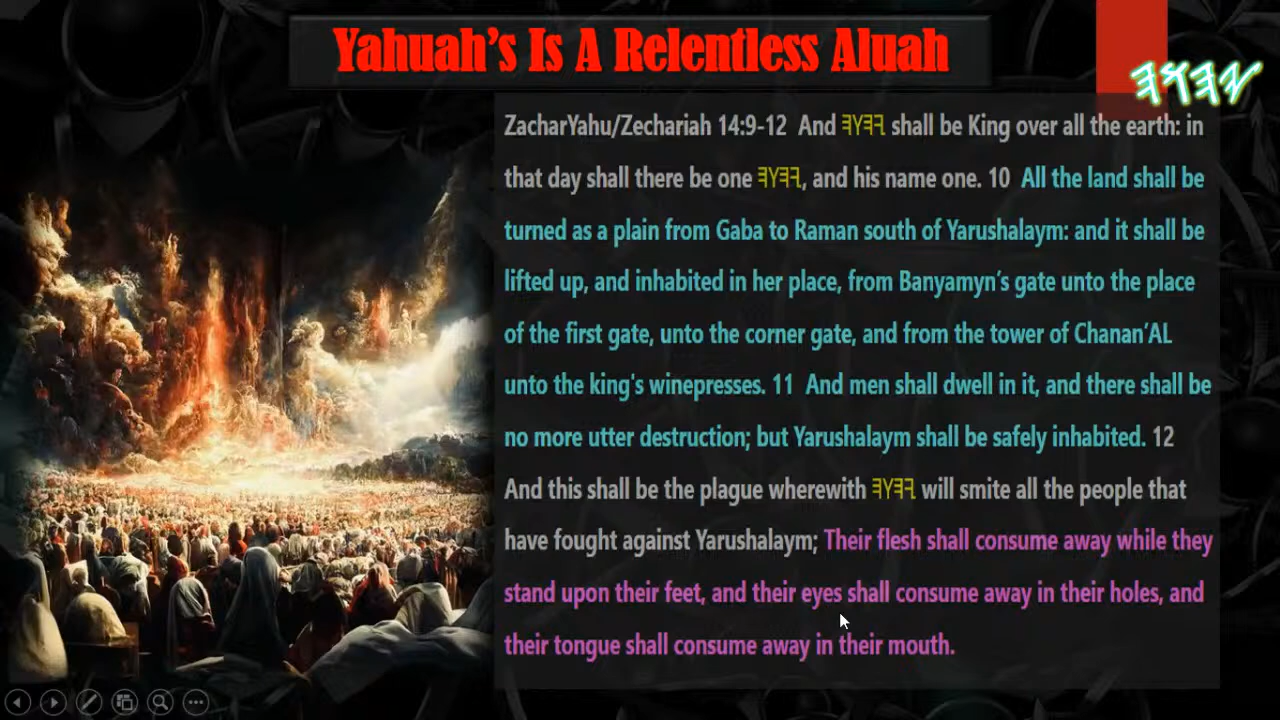 Yahuah's Is A Relentless Aluah
𐤉𐤄𐤅𐤄
ZacharYahu/Zechariah 14:9-12 And 𐤉𐤄𐤅𐤄 shall be King over all the earth: in
that day shall there be one 𐤉𐤄𐤅𐤄, and his name one. 10 All the land shall be
turned as a plain from Gaba to Raman south of Yarushalaym: and it shall be
lifted up, and inhabited in her place, from Banyamyn's gate unto the place
of the first gate, unto the corner gate, and from the tower of Chanan'AL
unto the king's winepresses. 11 And men shall dwell in it, and there shall be
no more utter destruction; but Yarushalaym shall be safely inhabited. 12
And this shall be the plague wherewith 𐤉𐤄𐤅𐤄 will smite all the people that
have fought against Yarushalaym; Their flesh shall consume away while they
stand upon their feet, and their eyes shall consume away in their holes, and
their tongue shall consume away in their mouth.